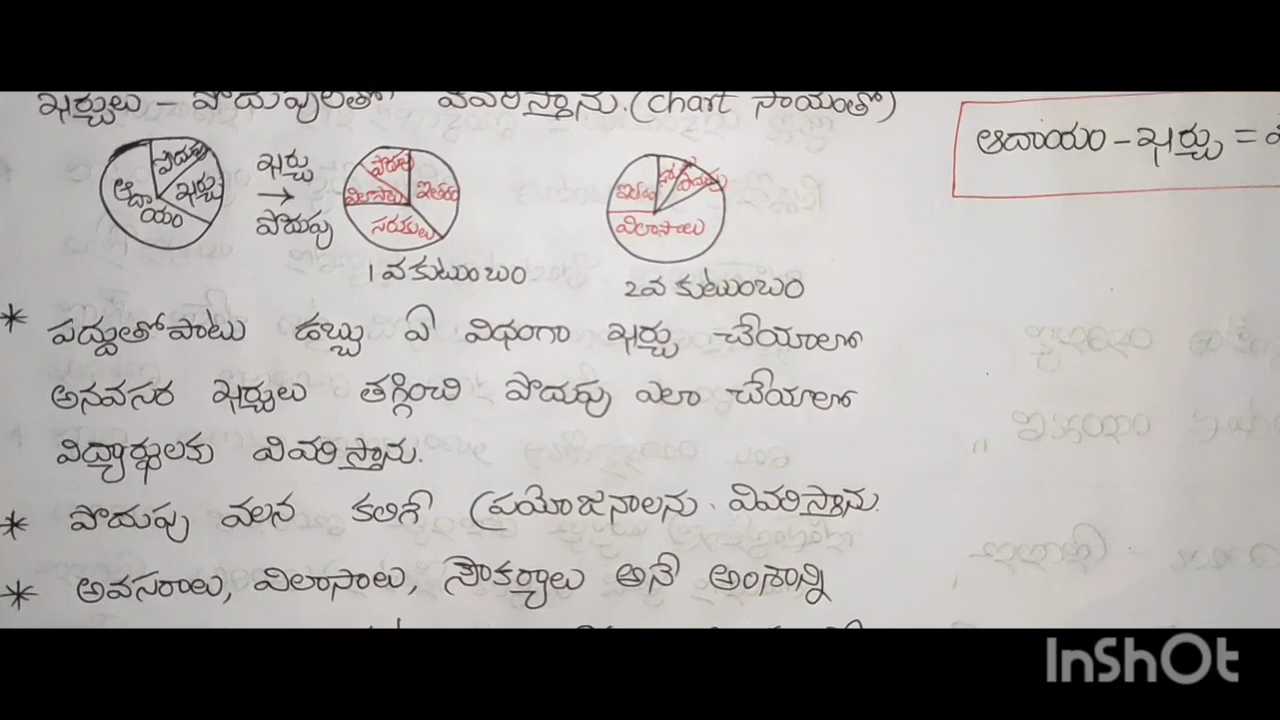 ఖర్చులు – పొదుపులతో వివరిస్తాను. (chart సాయంతో)
ఆదాయం – ఖర్చు =
పొదుపు
ఆదాయం
ఖర్చు
ఖర్చు
→
పొదుపు
పొదుపు
విలాసాలు
ఇతరం
సరుకులు
1వ కుటుంబం
ఇతరం
పొదుపు
విలాసాలు
2వ కుటుంబం
* పద్దుతోపాటు డబ్బు ఏ విధంగా ఖర్చు చేయాలో
అనవసర ఖర్చులు తగ్గించి పొదుపు ఎలా చేయాలో
విద్యార్థులకు వివరిస్తాను.
* పొదుపు వలన కలిగే ప్రయోజనాలను వివరిస్తాను.
* అవసరాలు, విలాసాలు, సౌకర్యాలు అనే అంశాన్ని
InShOt